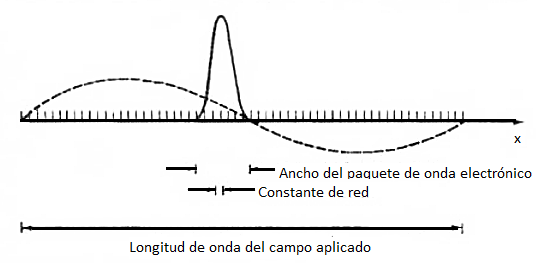 x
Ancho del paquete de onda electrónico
Constante de red
Longitud de onda del campo aplicado